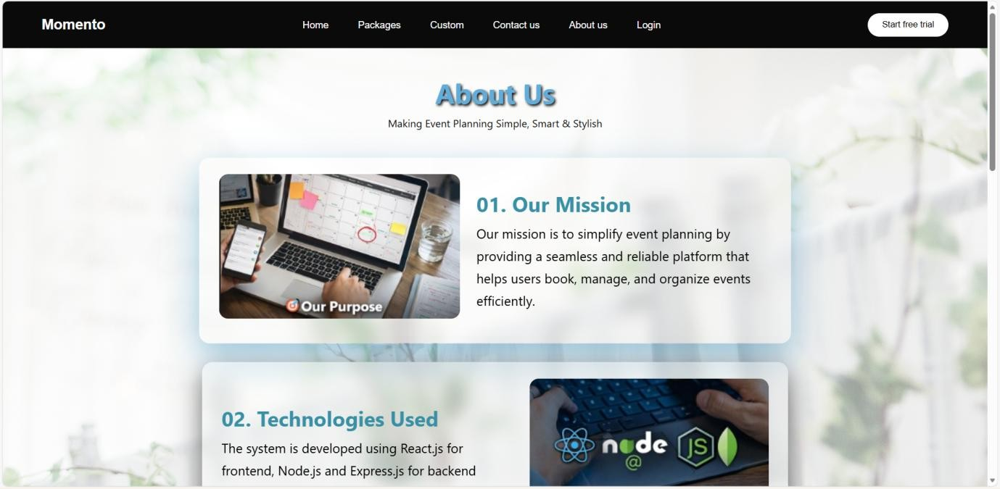 Momento
Home Packages Custom Contact us About us Login
Start free trial
About Us
Making Event Planning Simple, Smart & Stylish
Our Purpose
01. Our Mission
Our mission is to simplify event planning by
providing a seamless and reliable platform that
helps users book, manage, and organize events
efficiently.
02. Technologies Used
The system is developed using React.js for
frontend, Node.js and Express.js for backend
node
JS
@